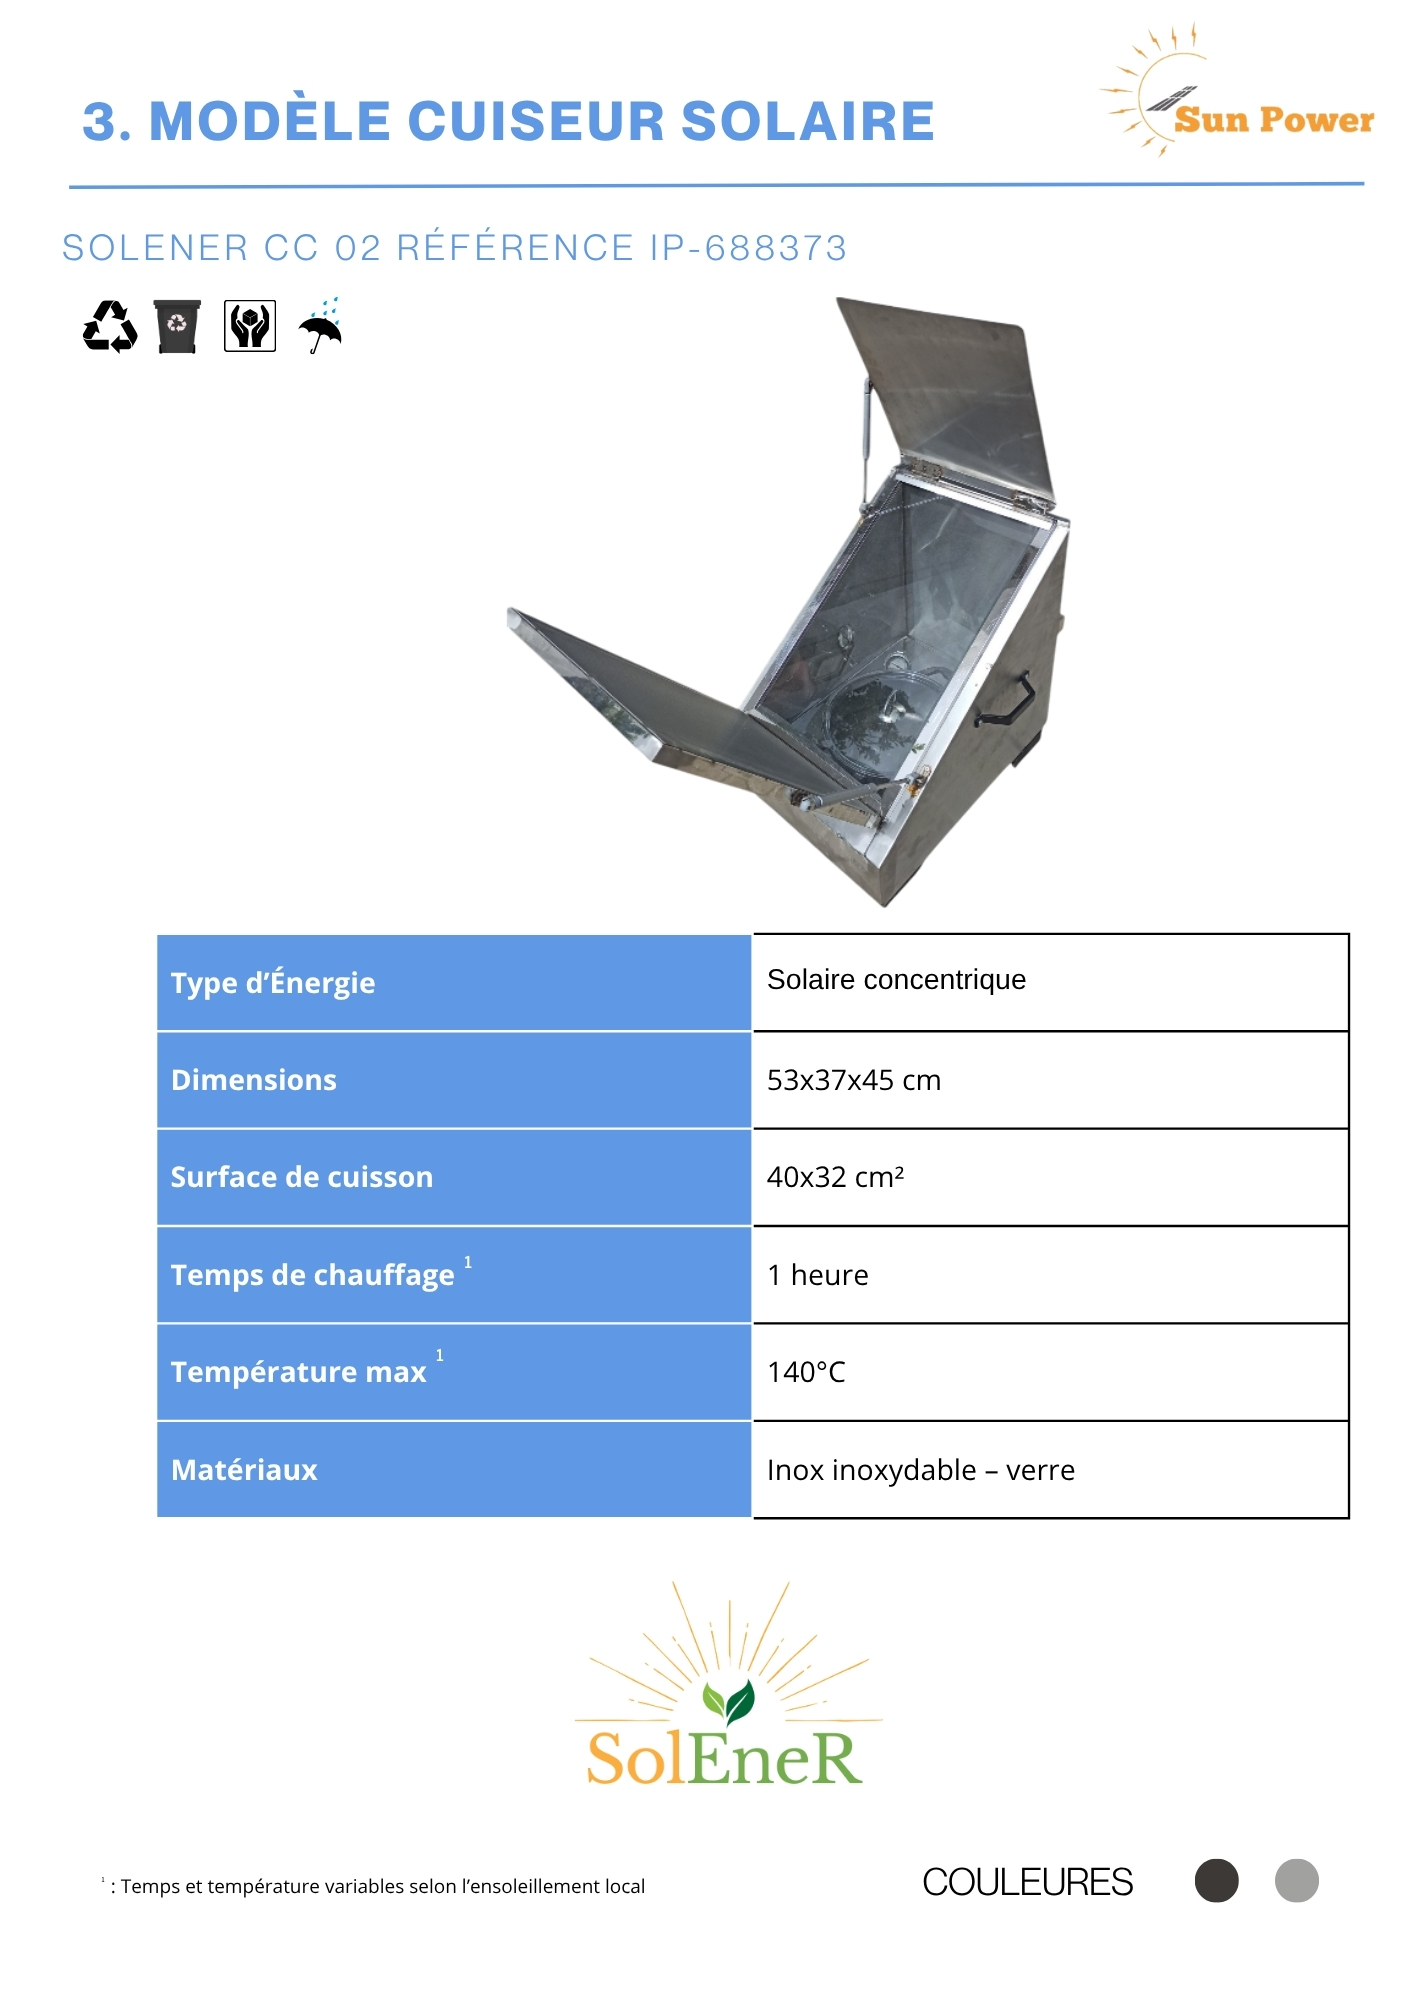 3. MODÈLE CUISEUR SOLAIRE
Sun Power
SOLENER CC 02 RÉFÉRENCE IP-688373
Type d’Énergie
Solaire concentrique
Dimensions
53x37x45 cm
Surface de cuisson
40x32 cm²
Temps de chauffage ¹
1 heure
Température max ¹
140°C
Matériaux
Inox inoxydable – verre
SolEneR
¹ : Temps et température variables selon l’ensoleillement local
COULEURES